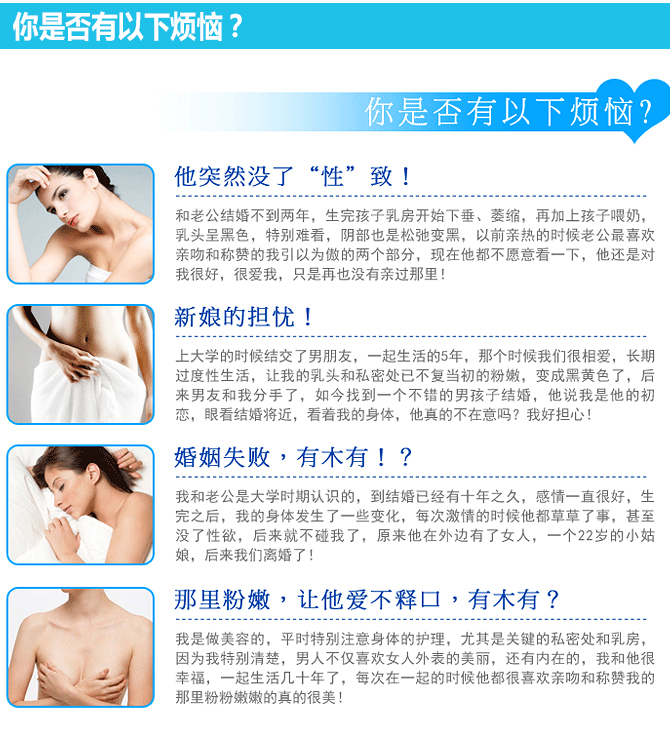 你是否有以下烦恼？
你是否有以下烦恼?
他突然没了“性”致！
和老公结婚不到两年，生完孩子乳房开始下垂、萎缩，再加上孩子喂奶，
乳头呈黑色，特别难看，阴部也是松弛变黑，以前亲热的时候老公最喜欢
亲吻和称赞的我引以为傲的两个部分，现在他都不愿意看一下，他还是对
我很好，很爱我，只是再也没有亲过那里!
新娘的担忧！
上大学的时候结交了男朋友，一起生活的5年，那个时候我们很相爱，长期
过度性生活，让我的乳头和私密处已不复当初的粉嫩，变成黑黄色了，后
来男友和我分手了，如今找到一个不错的男孩子结婚，他说我是他的初
恋，眼看结婚将近，看着我的身体，他真的不在意吗？我好担心!
婚姻失败，有木有！？
我和老公是大学时期认识的，到结婚已经有十年之久，感情一直很好，生
完之后，我的身体发生了一些变化，每次激情的时候他都草草了事，甚至
没了性欲，后来就不碰我了，原来他在外边有了女人，一个22岁的小姑
娘，后来我们离婚了!
那里粉嫩，让他爱不释口，有木有？
我是做美容的，平时特别注意身体的护理，尤其是关键的私密处和乳房，
因为我特别清楚，男人不仅喜欢女人外表的美丽，还有内在的，我和他很
幸福，一起生活几十年了，每次在一起的时候他都很喜欢亲吻和称赞我的
那里粉粉嫩嫩的真的很美!